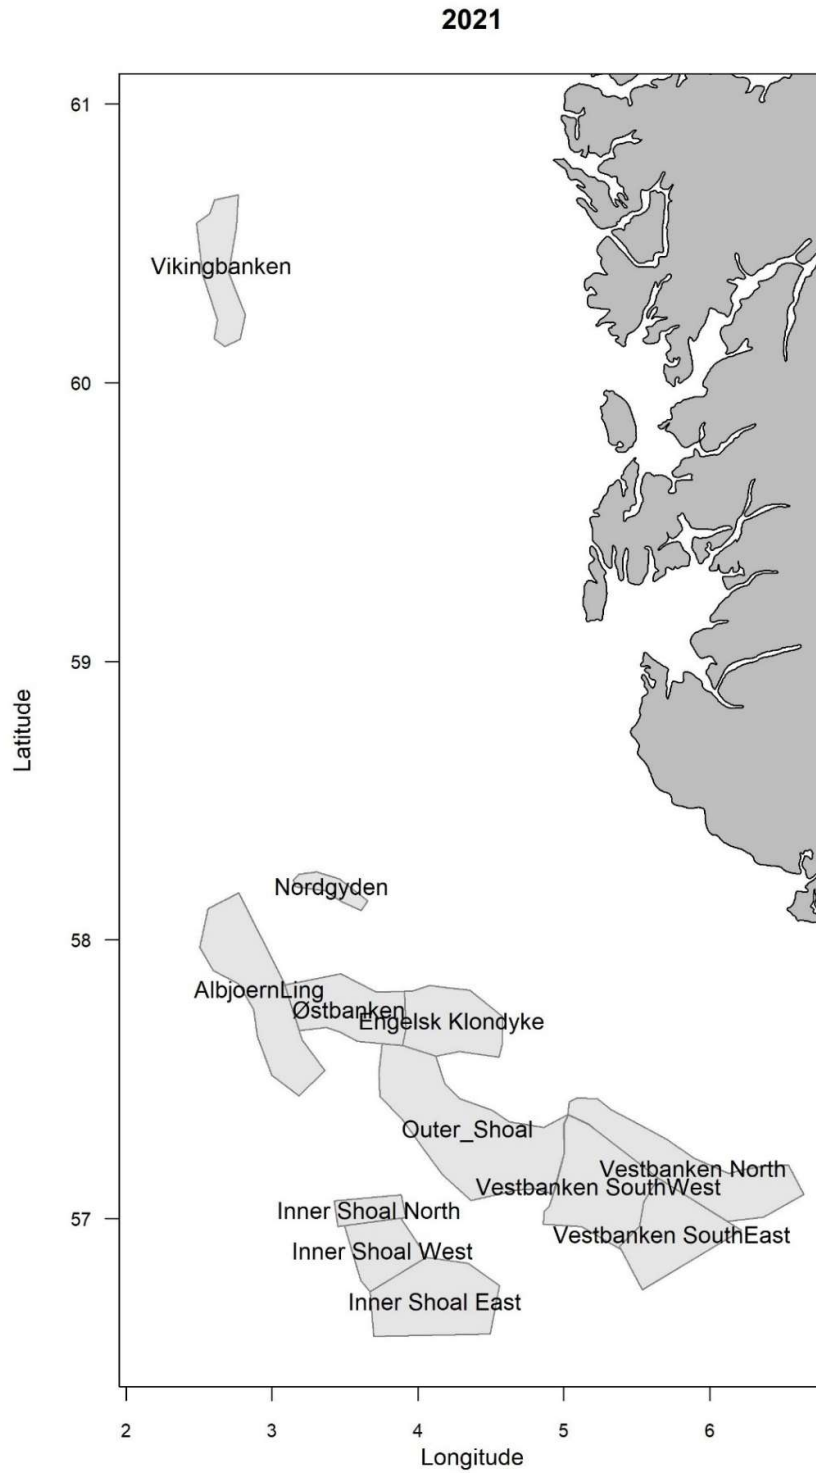 2021
61
Vikingbanken
60
59
Latitude
Nordgyden
58
AlbjoernLing
Østbanken
Engelsk Klondyke
Outer_Shoal
Vestbanken North
Vestbanken SouthWest
Inner Shoal North
57
Vestbanken SouthEast
Inner Shoal West
Inner Shoal East
2 3 4 5 6
Longitude